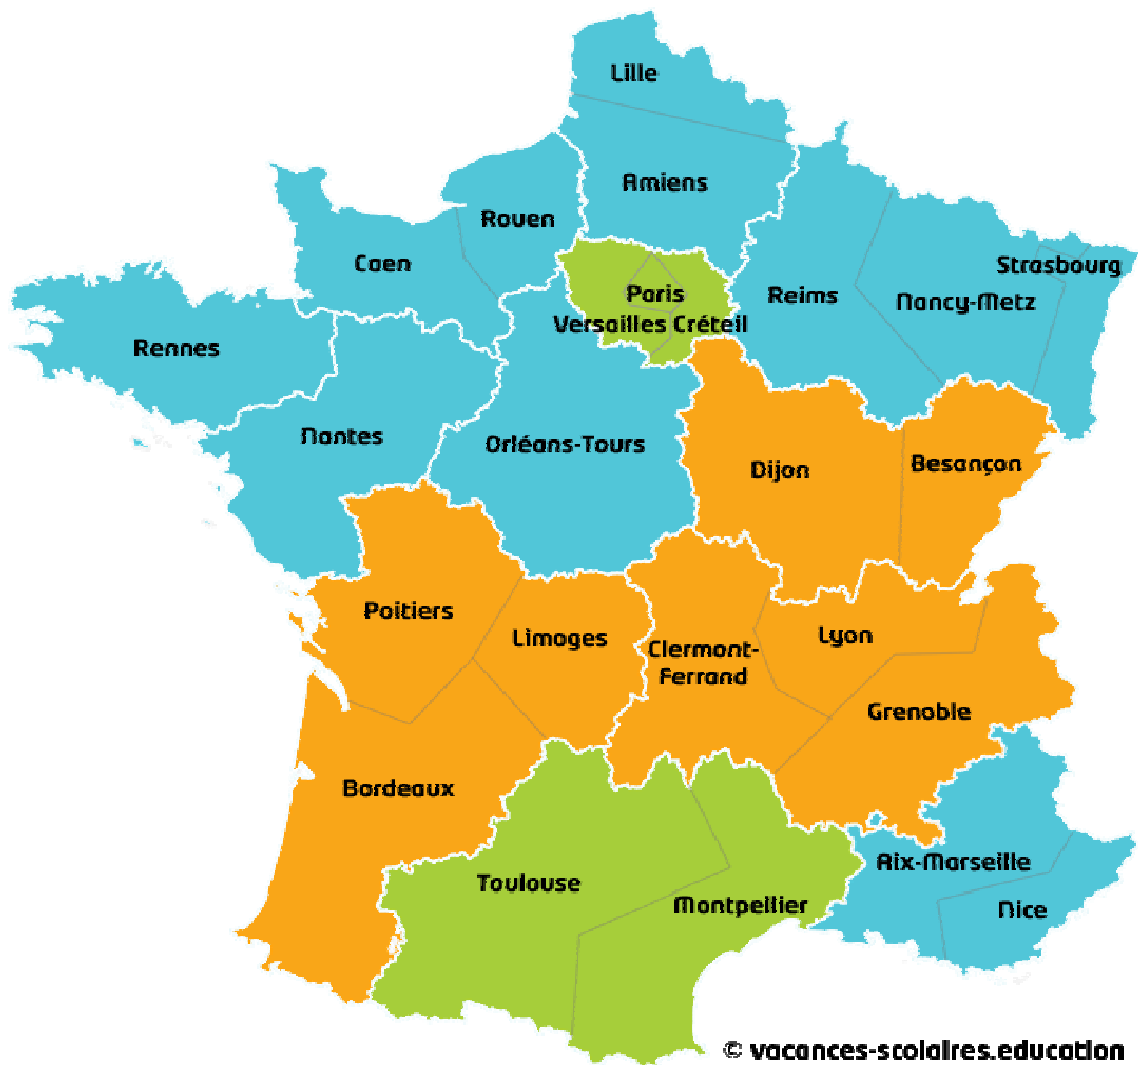 Lille
Amiens
Rouen
Caen
Strasbourg
Paris
Reims
Nancy-Metz
Versailles Créteil
Rennes
Nantes
Orléans-Tours
Dijon
Besançon
Poitiers
Limoges
Lyon
Clermont-
Ferrand
Grenoble
Bordeaux
Aix-Marseille
Toulouse
Montpellier
Nice
© vacances-scolaires.education